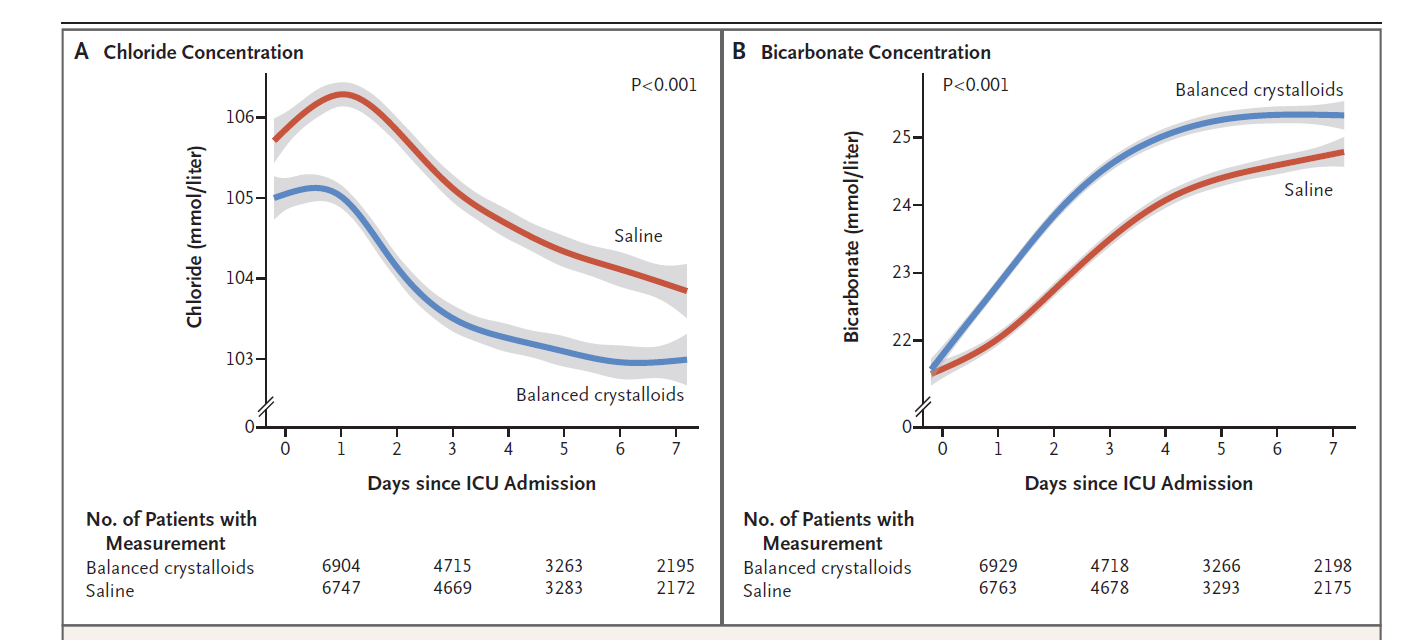 A Chloride Concentration
P<0.001
106
105
104
103
0
Chloride (mmol/liter)
Saline
Balanced crystalloids
0 1 2 3 4 5 6 7
Days since ICU Admission
No. of Patients with
Measurement
Balanced crystalloids 6904 4715 3263 2195
Saline 6747 4669 3283 2172
B Bicarbonate Concentration
P<0.001
Balanced crystalloids
25
24
23
22
0
Bicarbonate (mmol/liter)
Saline
0 1 2 3 4 5 6 7
Days since ICU Admission
No. of Patients with
Measurement
Balanced crystalloids 6929 4718 3266 2198
Saline 6763 4678 3293 2175